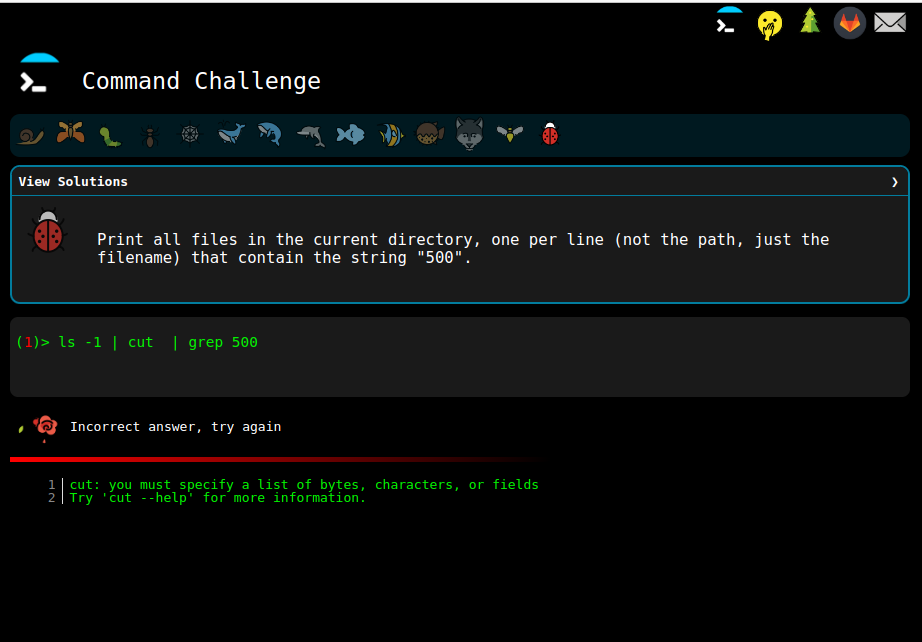 Command Challenge
View Solutions ❯
Print all files in the current directory, one per line (not the path, just the
filename) that contain the string "500".
(1)> ls -1 | cut  | grep 500
Incorrect answer, try again
1 cut: you must specify a list of bytes, characters, or fields
2 Try 'cut --help' for more information.